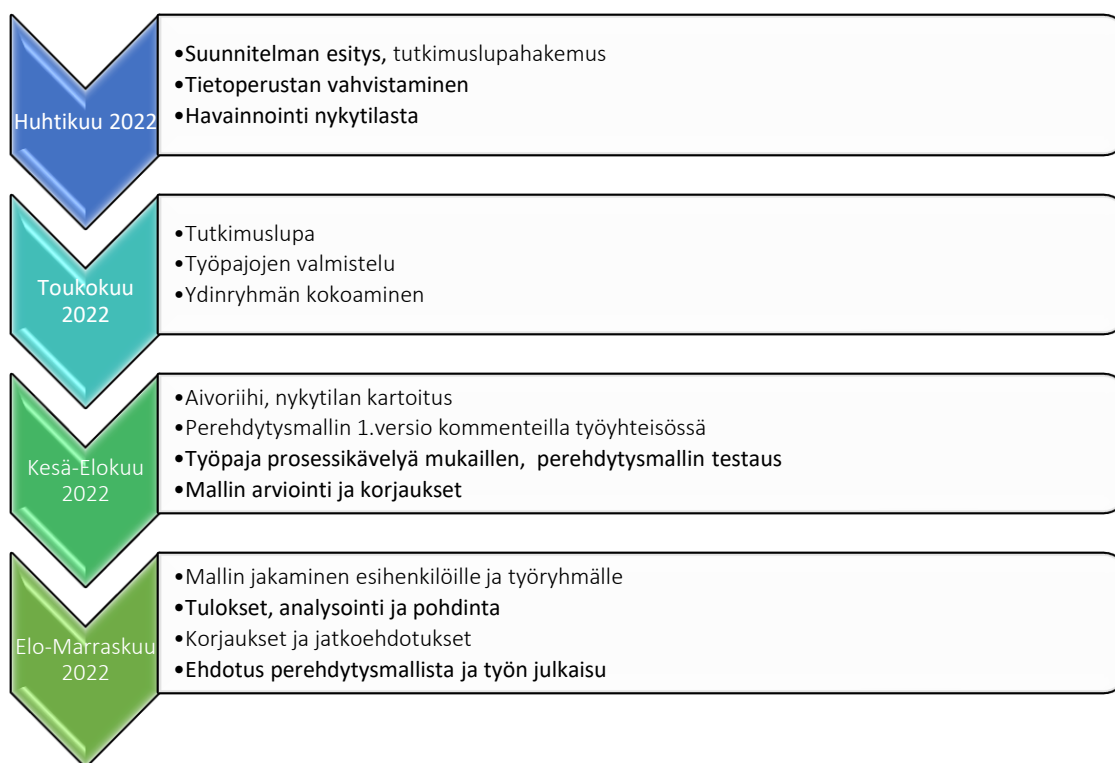 Huhtikuu 2022
•Suunnitelman esitys, tutkimuslupahakemus
•Tietoperustan vahvistaminen
•Havainnointi nykytilasta
Toukokuu
2022
•Tutkimuslupa
•Työpajojen valmistelu
•Ydinryhmän kokoaminen
Kesä-Elokuu
2022
•Aivoriihi, nykytilan kartoitus
•Perehdytysmallin 1.versio kommenteilla työyhteisössä
•Työpaja prosessikävelyä mukaillen, perehdytysmallin testaus
•Mallin arviointi ja korjaukset
Elo-Marraskuu
2022
•Mallin jakaminen esihenkilöille ja työryhmälle
•Tulokset, analysointi ja pohdinta
•Korjaukset ja jatkoehdotukset
•Ehdotus perehdytysmallista ja työn julkaisu